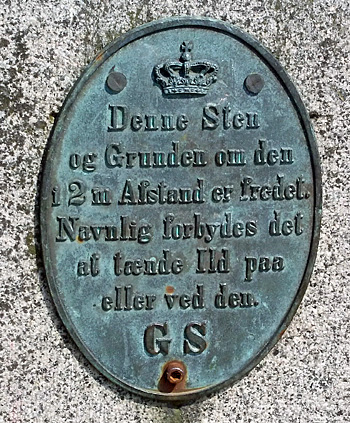 Denne Sten
og Grunden om den
i 2 m Afstand er fredet.
Navnlig forbydes det
at tænde Ild paa
eller ved den.
G S